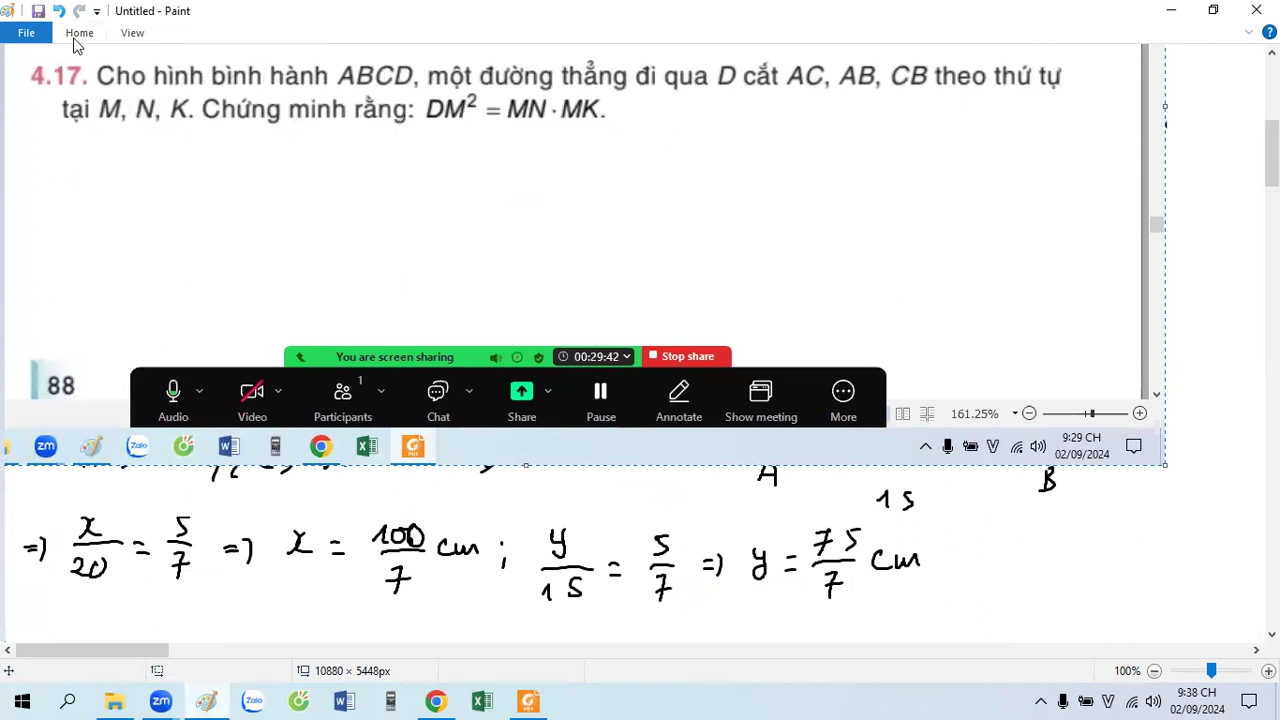 Untitled - Paint
File Home View
4.17. Cho hình bình hành ABCD, một đường thẳng đi qua D cắt AC, AB, CB theo thứ tự
tại M, N, K. Chứng minh rằng: DM² = MN · MK.
You are screen sharing 00:29:42 Stop share
88
1
Audio Video Participants Chat Share Pause Annotate Show meeting More
161.25%
9:29 CH
02/09/2024
A B
15
=> x/20 = 5/7 => x = 100/7 cm ; y/15 = 5/7 => y = 75/7 cm
10880 × 5448px 100%
9:38 CH
02/09/2024